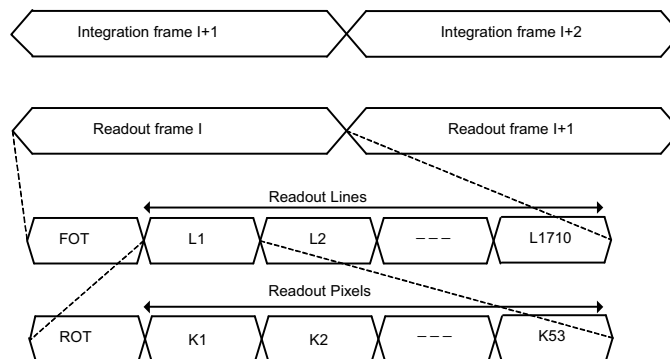 Integration frame I+1 Integration frame I+2
Readout frame I Readout frame I+1
Readout Lines
FOT L1 L2 --- L1710
Readout Pixels
ROT K1 K2 --- K53